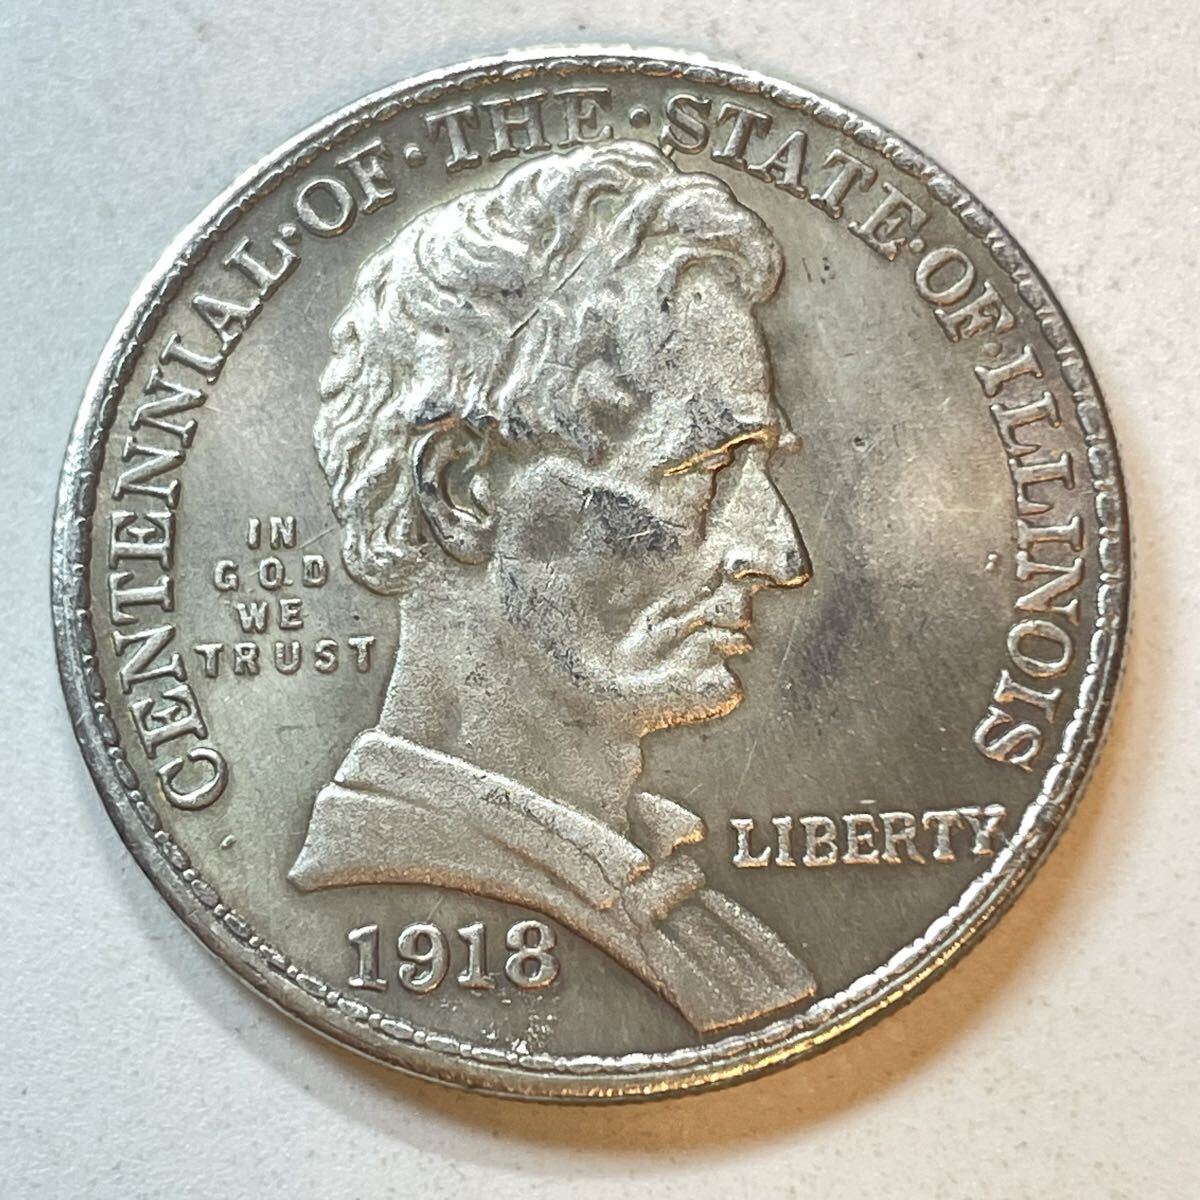 CENTENNIAL·OF·THE·STATE·OF·ILLINOIS
IN
GOD
WE
TRUST
LIBERTY
1918